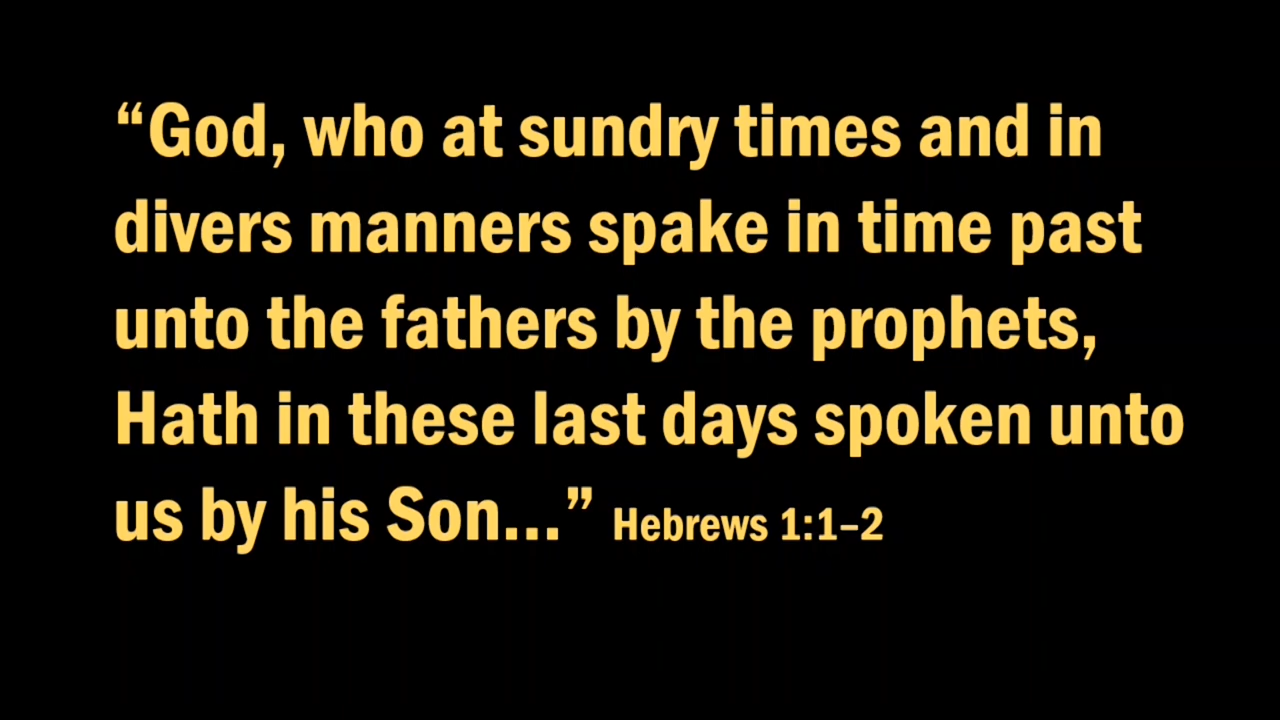 “God, who at sundry times and in
divers manners spake in time past
unto the fathers by the prophets,
Hath in these last days spoken unto
us by his Son...” Hebrews 1:1–2